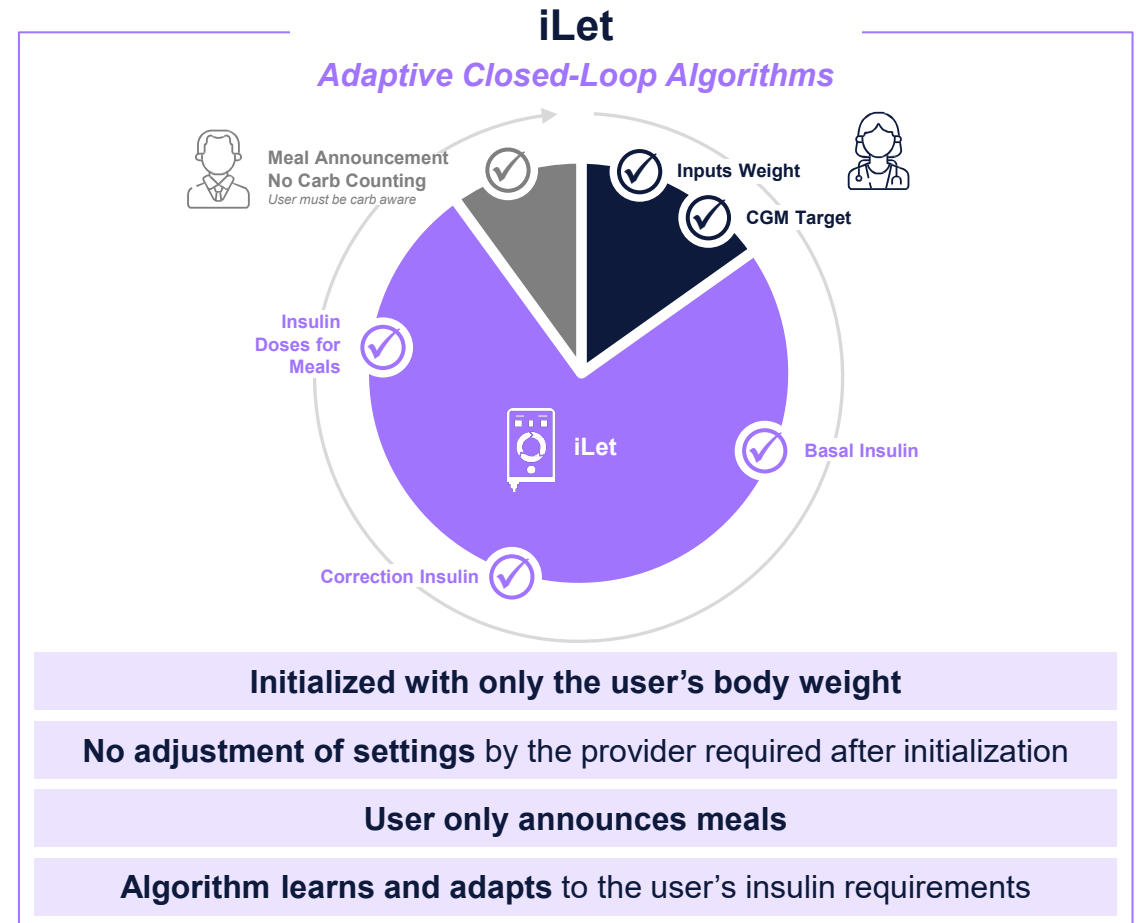 iLet
Adaptive Closed-Loop Algorithms
Meal Announcement
No Carb Counting
User must be carb aware
Inputs Weight
CGM Target
Insulin
Doses for
Meals
iLet
Basal Insulin
Correction Insulin
Initialized with only the user’s body weight
No adjustment of settings by the provider required after initialization
User only announces meals
Algorithm learns and adapts to the user’s insulin requirements